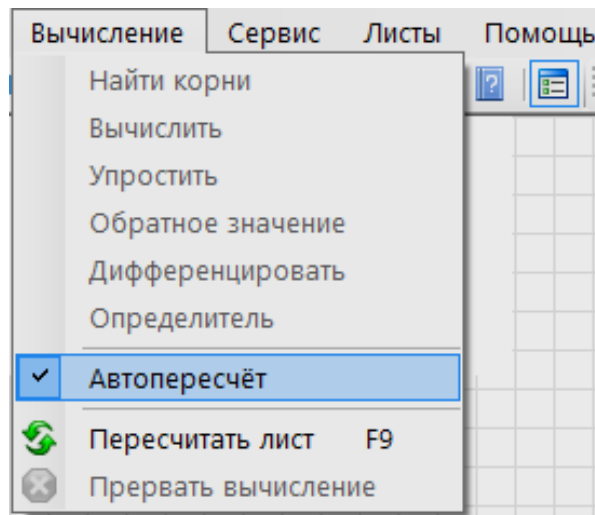 Вычисление Сервис Листы Помощь
Найти корни
Вычислить
Упростить
Обратное значение
Дифференцировать
Определитель
Автопересчёт
Пересчитать лист F9
Прервать вычисление